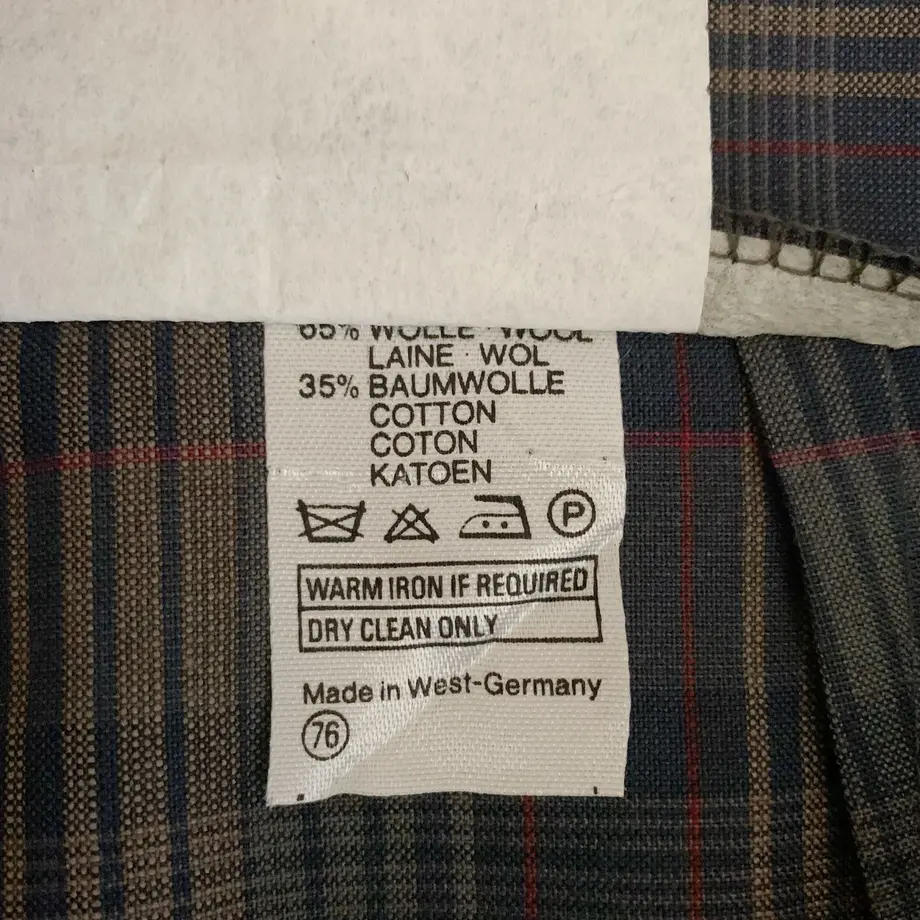 65% WOLLE · WOOL
LAINE · WOL
35% BAUMWOLLE
COTTON
COTON
KATOEN
P
WARM IRON IF REQUIRED
DRY CLEAN ONLY
Made in West-Germany
76